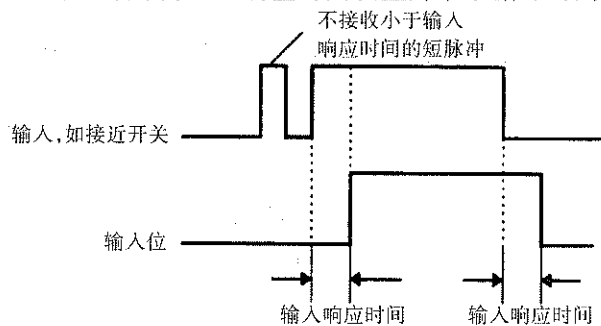 不接收小于输入
响应时间的短脉冲
输入,如接近开关
输入位
输入响应时间
输入响应时间